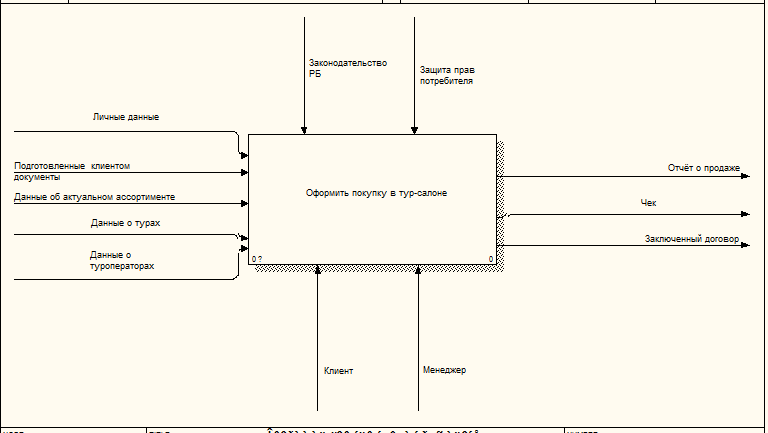 Законодательство
РБ
Защита прав
потребителя
Личные данные
Подготовленные клиентом
документы
Данные об актуальном ассортименте
Данные о турах
Данные о
туроператорах
Оформить покупку в тур-салоне
0 ?
0
Отчёт о продаже
Чек
Заключенный договор
Клиент
Менеджер